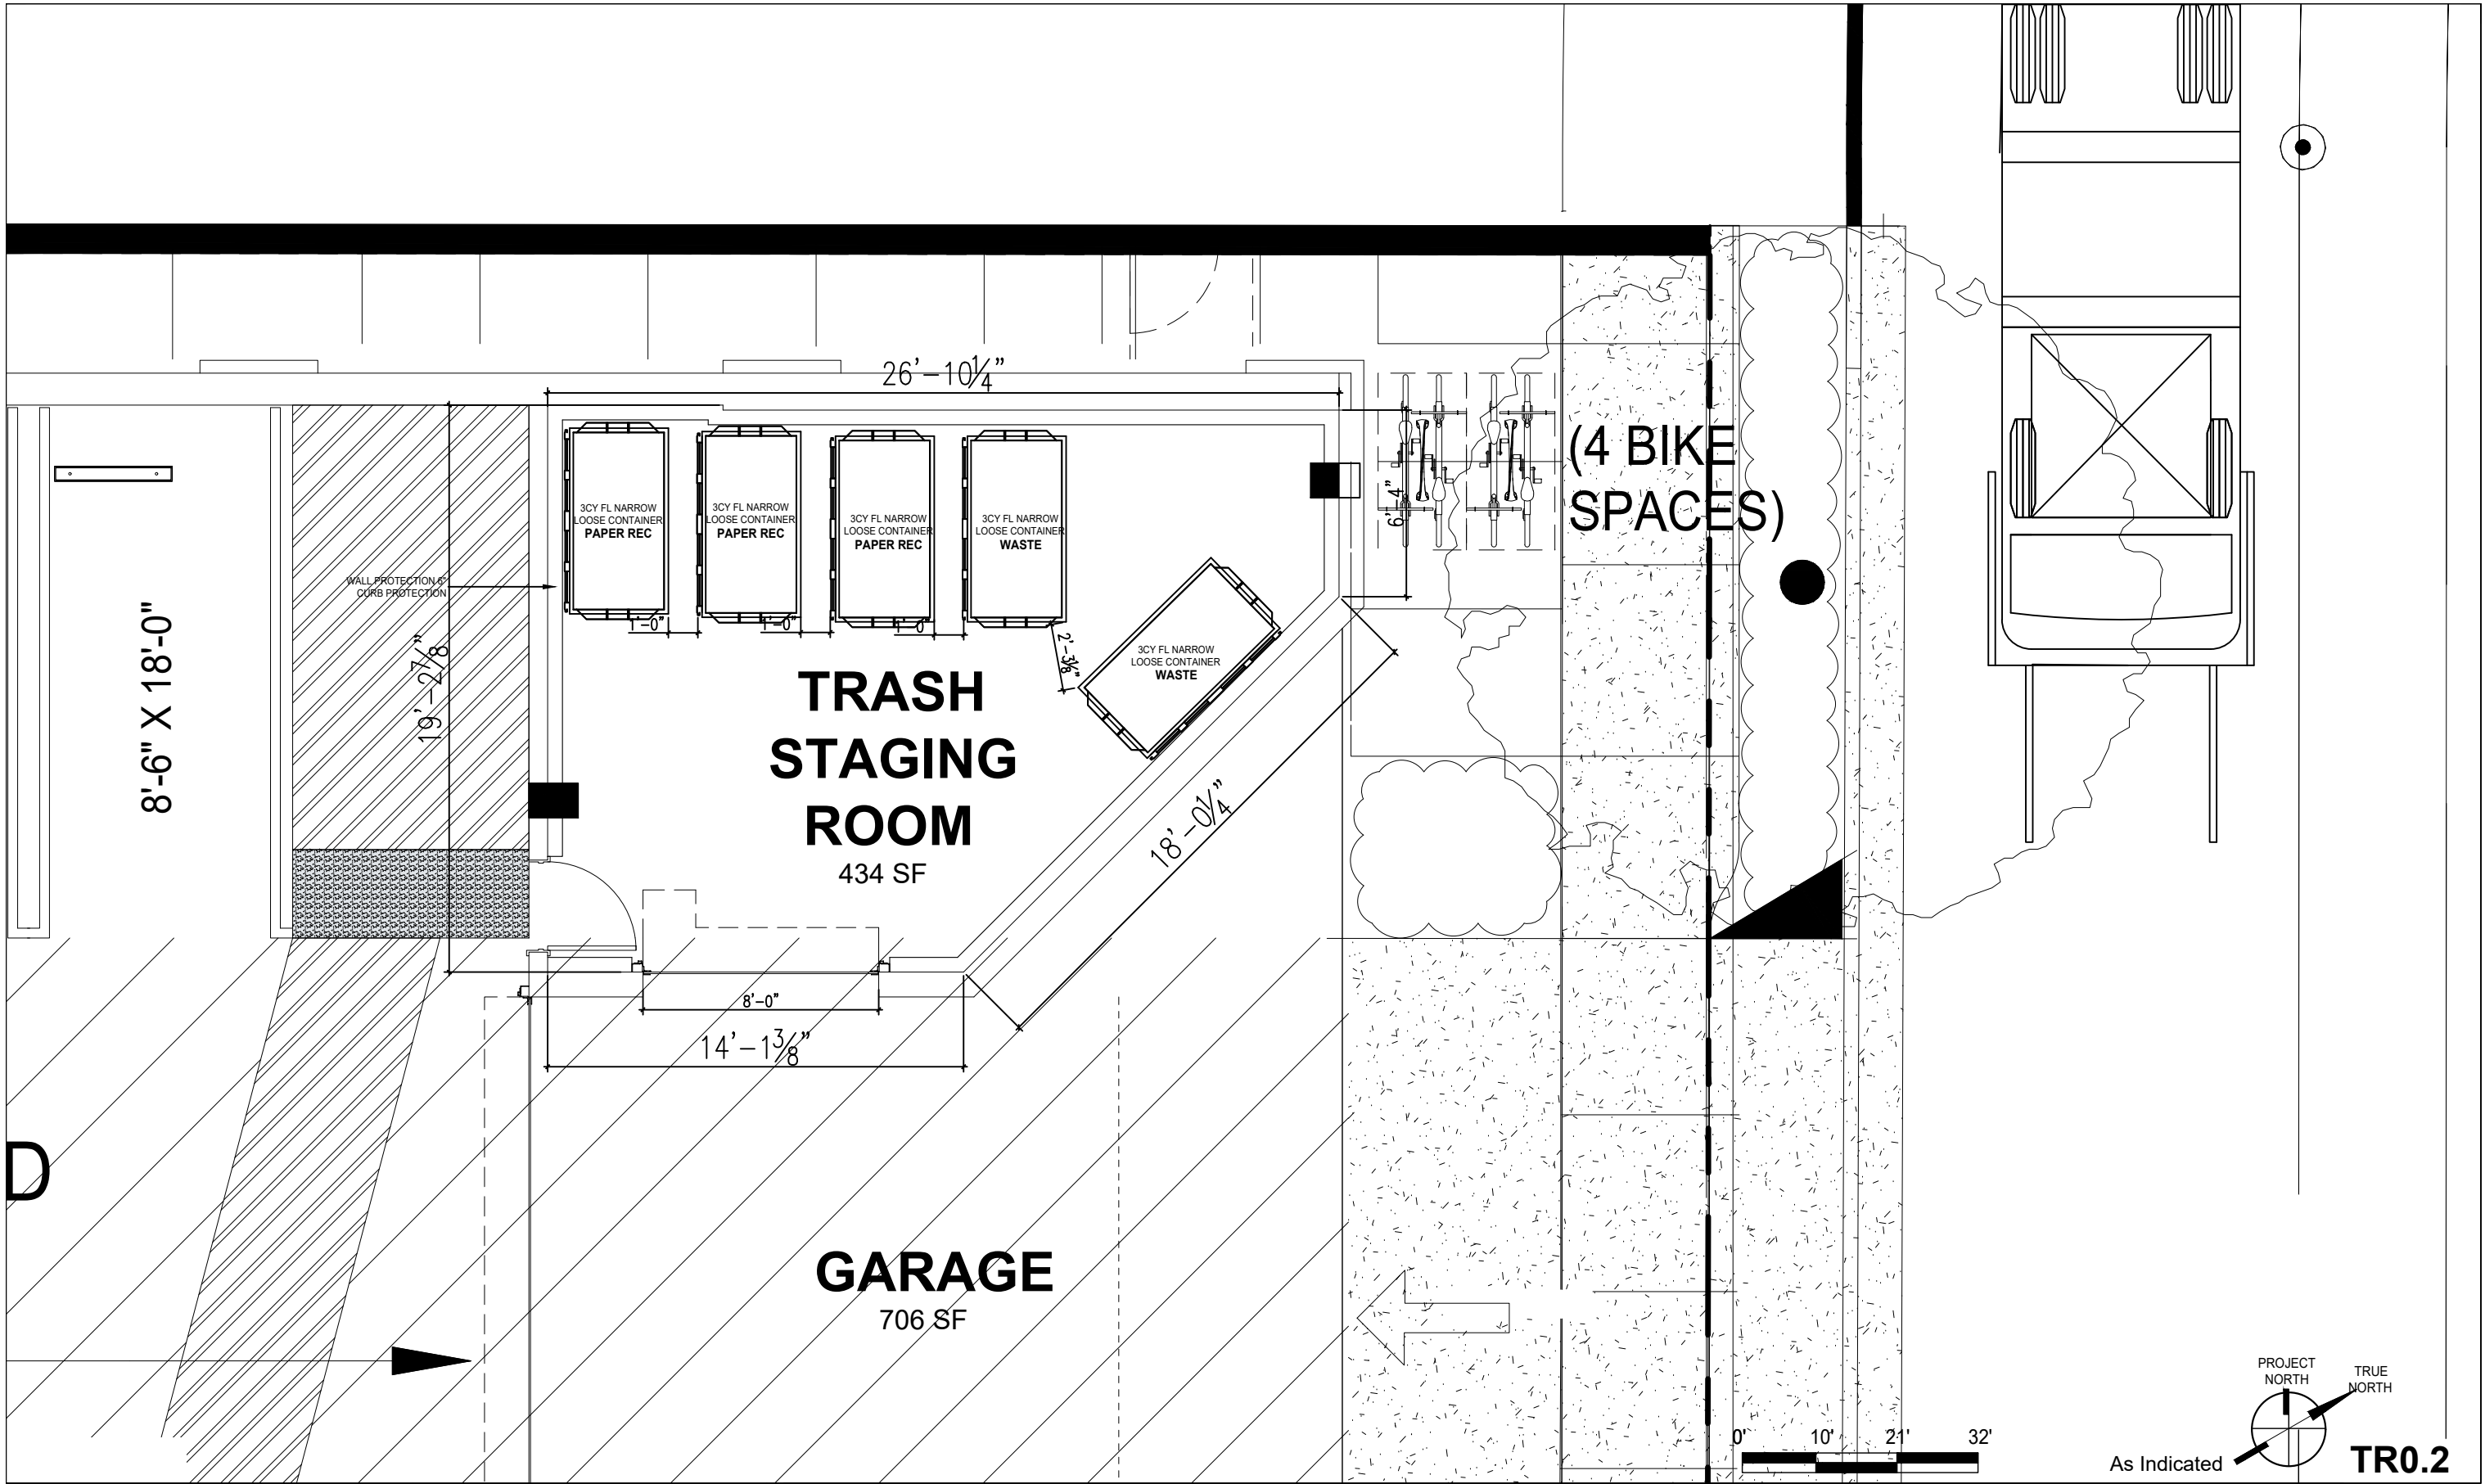 26'-10¼"
(4 BIKE
SPACES)
6'-4"
3CY FL NARROW
LOOSE CONTAINER
PAPER REC
3CY FL NARROW
LOOSE CONTAINER
PAPER REC
3CY FL NARROW
LOOSE CONTAINER
PAPER REC
3CY FL NARROW
LOOSE CONTAINER
WASTE
WALL PROTECTION 6"
CURB PROTECTION
1'-0"
1'-0"
1'-0"
2'-⅜"
3CY FL NARROW
LOOSE CONTAINER
WASTE
8'-6" X 18'-0"
19'-2⅞"
TRASH
STAGING
ROOM
434 SF
18'-0¼"
8'-0"
14'-1⅜"
D
GARAGE
706 SF
PROJECT
NORTH
TRUE
NORTH
0' 10' 21' 32'
As Indicated
TR0.2